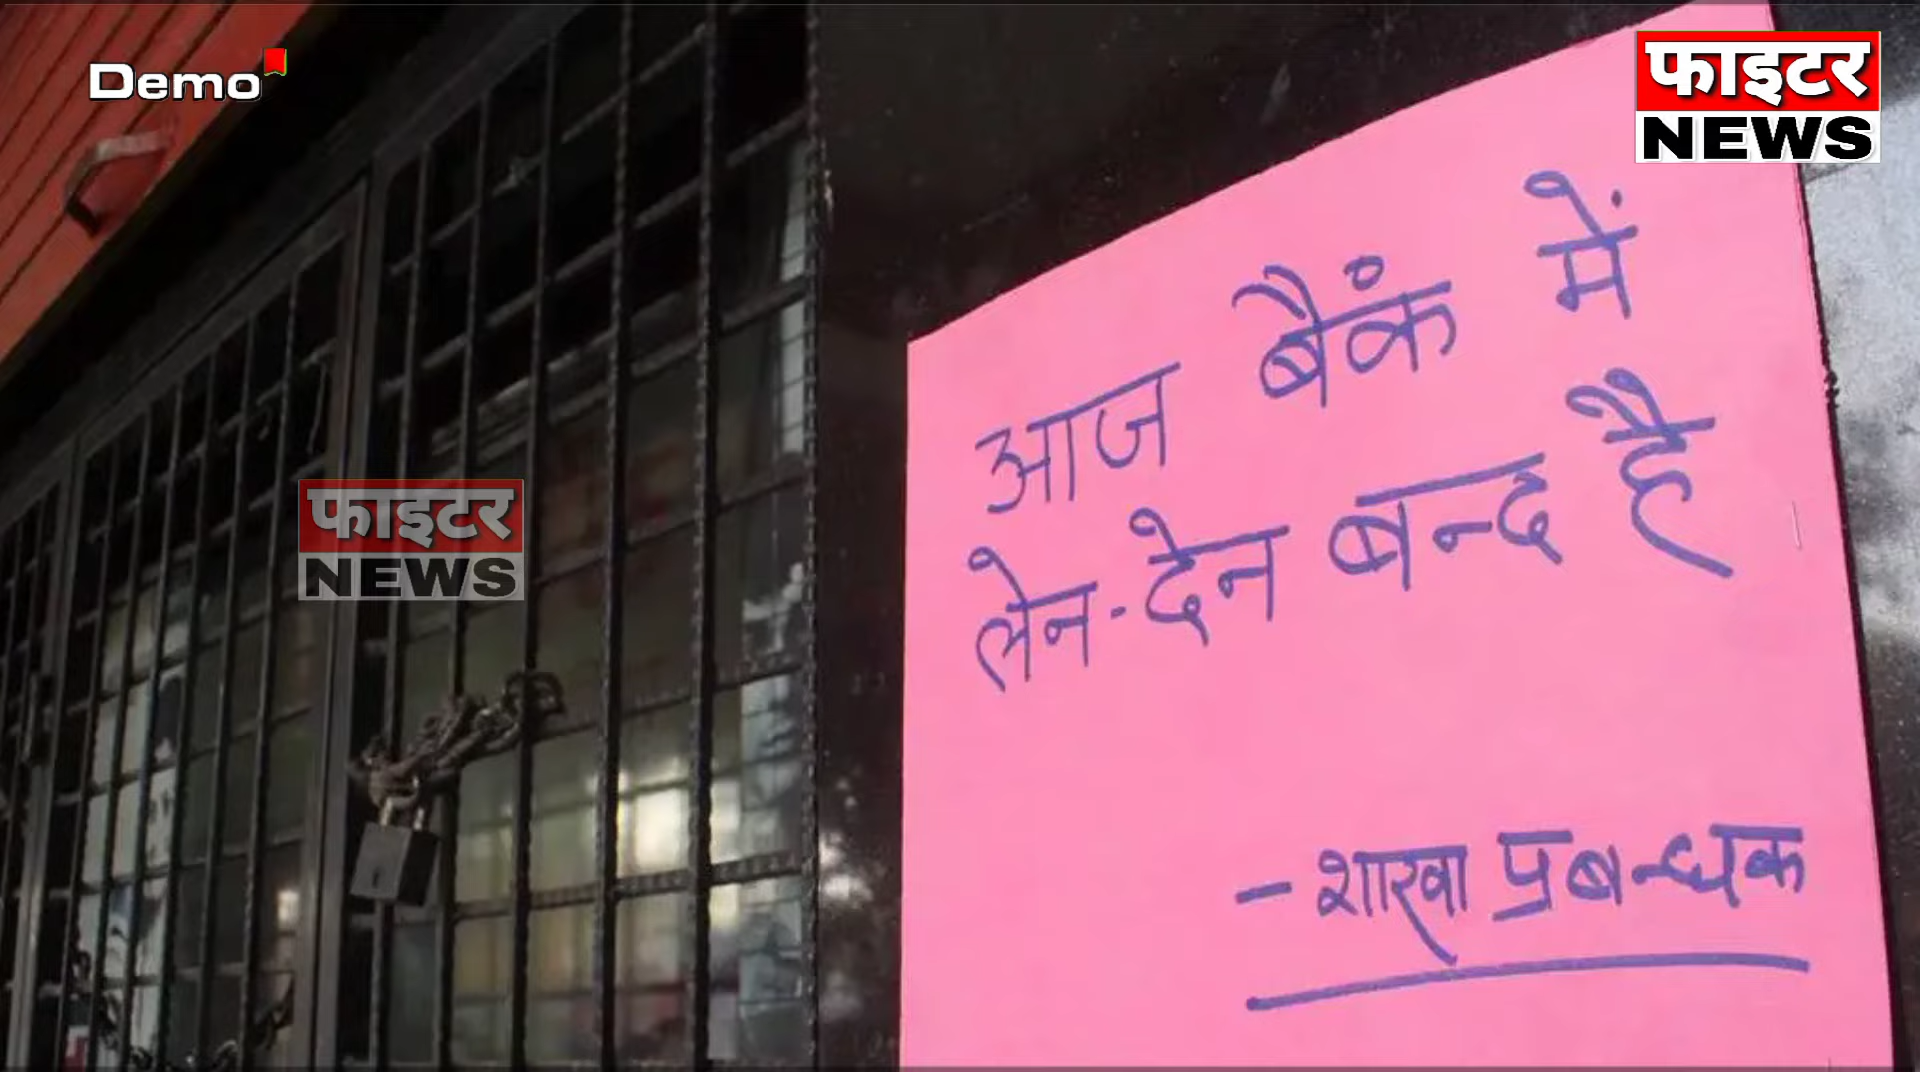 Demo
फाइटर
NEWS
आज बैंक में
लेन-देन बन्द है
- शाखा प्रबन्धक
फाइटर
NEWS